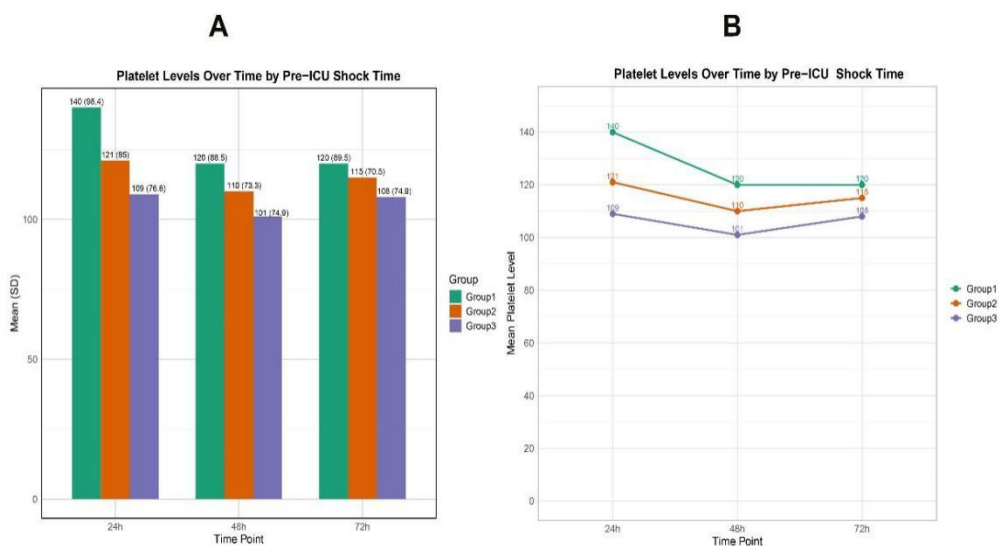 A
B
Platelet Levels Over Time by Pre-ICU Shock Time
140 (98.4)
121 (85)
109 (76.8)
120 (88.5)
110 (73.3)
101 (74.9)
120 (89.5)
115 (70.5)
108 (74.9)
100
50
0
Mean (SD)
24h
48h
72h
Time Point
Group
Group1
Group2
Group3
Platelet Levels Over Time by Pre-ICU Shock Time
140
120
100
80
60
40
20
0
Mean Platelet Level
140
120
120
121
110
115
109
101
108
24h
48h
72h
Time Point
Group1
Group2
Group3